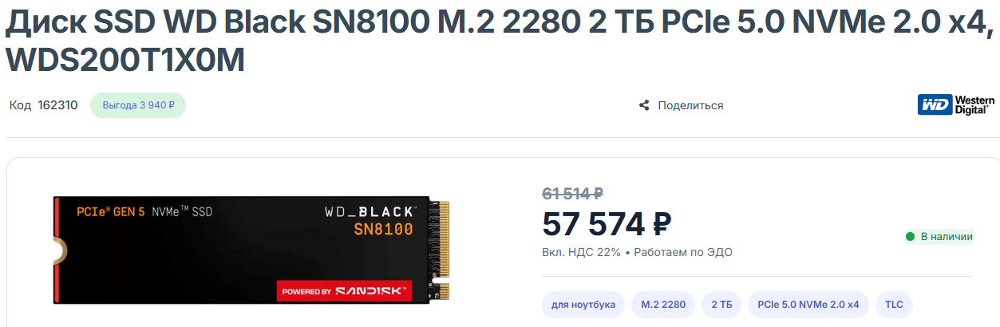 Диск SSD WD Black SN8100 M.2 2280 2 ТБ PCIe 5.0 NVMe 2.0 x4,
WDS200T1X0M
Код 162310 Выгода 3 940 ₽ Поделиться WD Western Digital®
PCIe® GEN 5 NVMe™ SSD WD_BLACK™
SN8100
POWERED BY SANDISK™
61 514 ₽
57 574 ₽
Вкл. НДС 22% • Работаем по ЭДО
В наличии
для ноутбука M.2 2280 2 ТБ PCIe 5.0 NVMe 2.0 x4 TLC